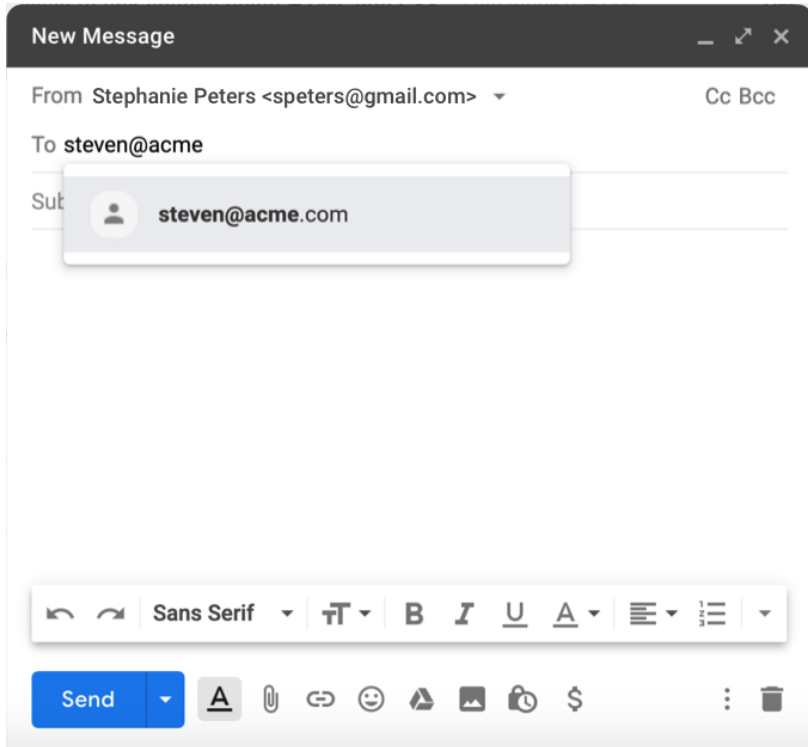 New Message
From Stephanie Peters <speters@gmail.com> Cc Bcc
To steven@acme
Sub
steven@acme.com
Sans Serif
Send